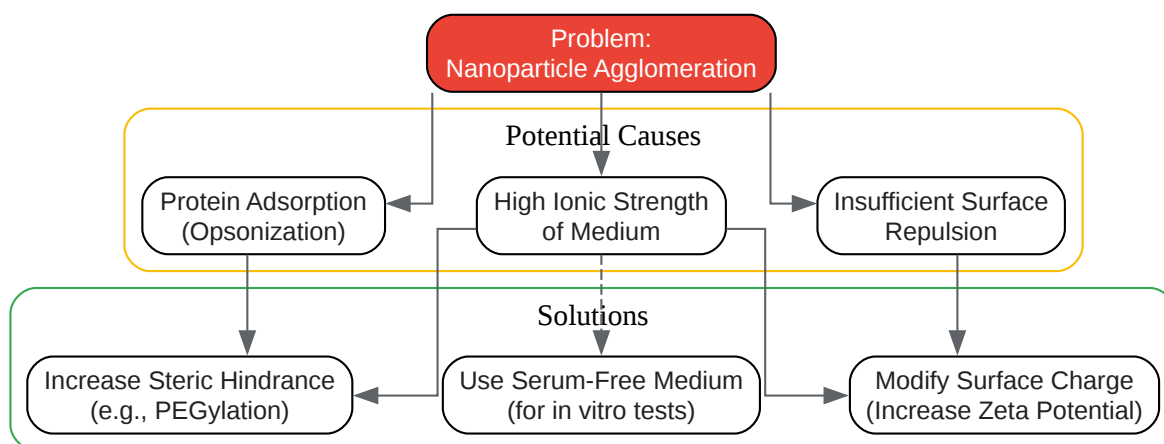 Problem:
Nanoparticle Agglomeration
Potential Causes
Protein Adsorption
(Opsonization)
High Ionic Strength
of Medium
Insufficient Surface
Repulsion
Solutions
Increase Steric Hindrance
(e.g., PEGylation)
Use Serum-Free Medium
(for in vitro tests)
Modify Surface Charge
(Increase Zeta Potential)